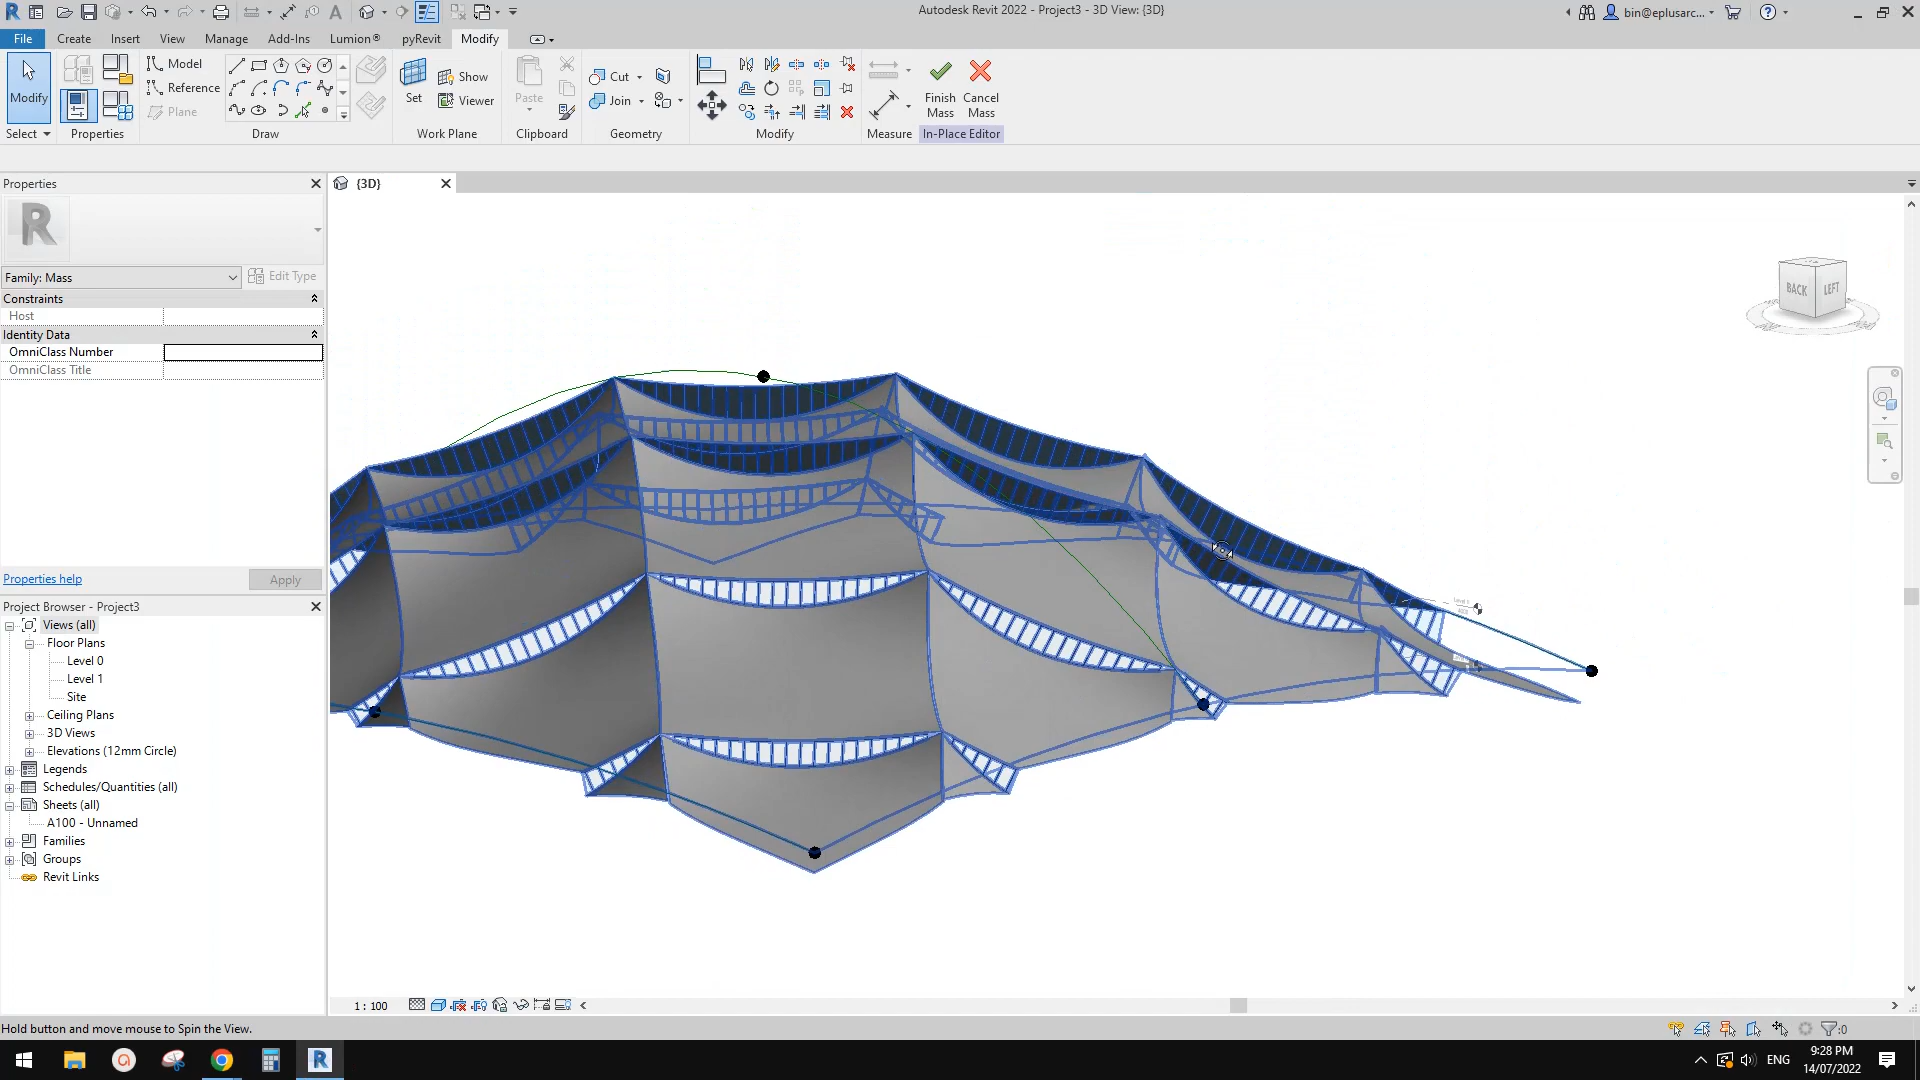 Autodesk Revit 2022 - Project3 - 3D View: {3D}
bin@eplusarc...
File
Create
Insert
View
Manage
Add-Ins
Lumion®
pyRevit
Modify
Modify
Select
Properties
Model
Reference
Plane
Draw
Set
Show
Viewer
Work Plane
Paste
Clipboard
Cut
Join
Geometry
Modify
Measure
Finish
Mass
Cancel
Mass
In-Place Editor
Properties
{3D}
Family: Mass
Edit Type
Constraints
Host
Identity Data
OmniClass Number
OmniClass Title
Properties help
Apply
Project Browser - Project3
Views (all)
Floor Plans
Level 0
Level 1
Site
Ceiling Plans
3D Views
Elevations (12mm Circle)
Legends
Schedules/Quantities (all)
Sheets (all)
A100 - Unnamed
Families
Groups
Revit Links
BACK
LEFT
1 : 100
Hold button and move mouse to Spin the View.
:0
ENG
9:28 PM
14/07/2022